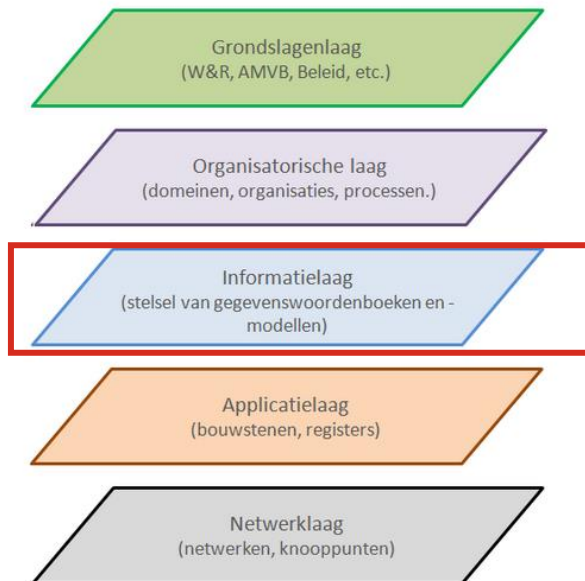 Grondslagenlaag
(W&R, AMVB, Beleid, etc.)
Organisatorische laag
(domeinen, organisaties, processen.)
Informatielaag
(stelsel van gegevenswoordenboeken en -
modellen)
Applicatielaag
(bouwstenen, registers)
Netwerklaag
(netwerken, knooppunten)